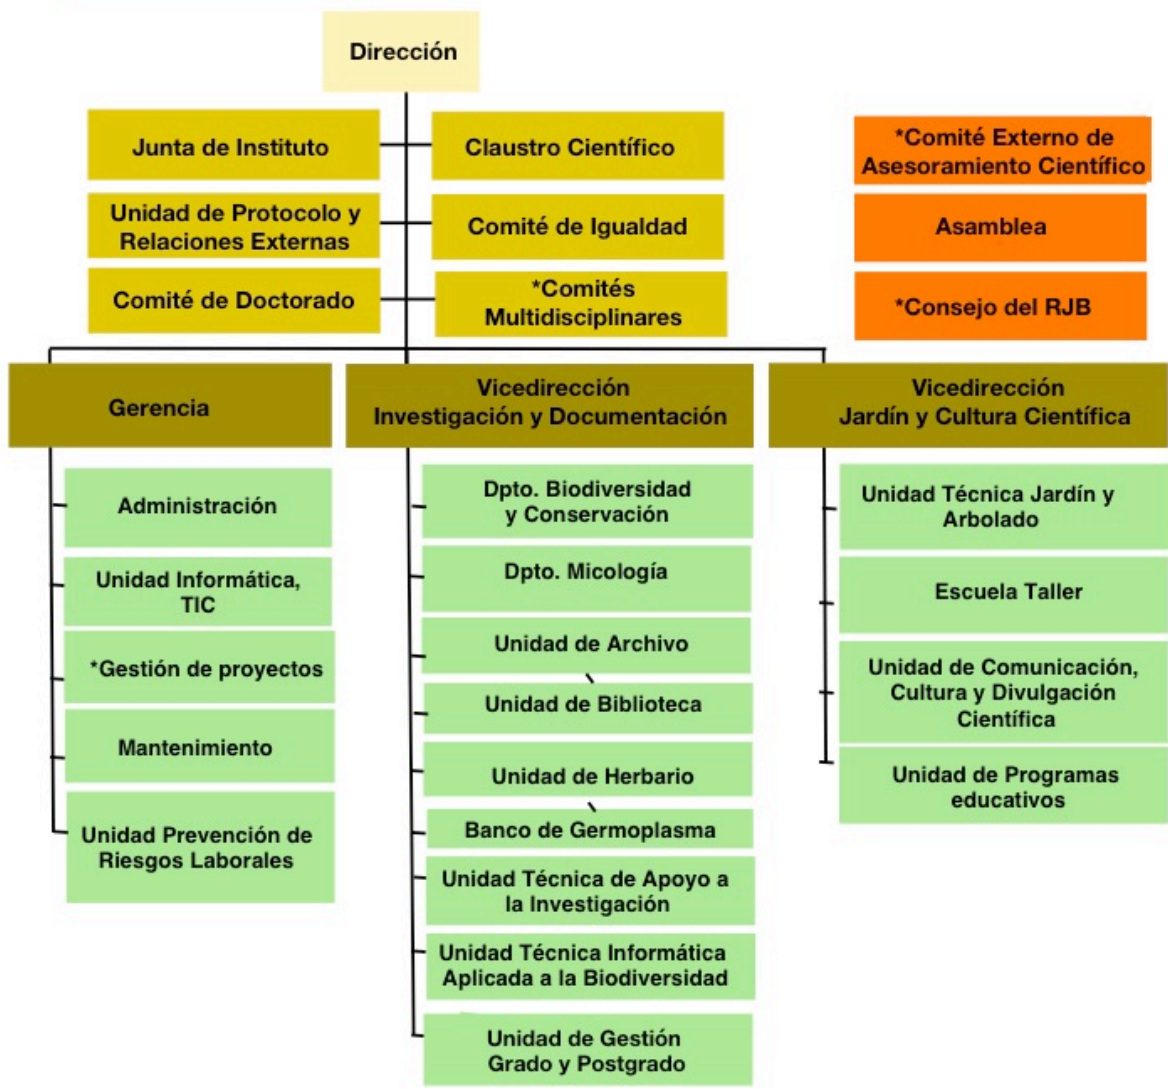 Dirección
Junta de Instituto
Claustro Científico
*Comité Externo de
Asesoramiento Científico
Unidad de Protocolo y
Relaciones Externas
Comité de Igualdad
Asamblea
Comité de Doctorado
*Comités
Multidisciplinares
*Consejo del RJB
Gerencia
Vicedirección
Investigación y Documentación
Vicedirección
Jardín y Cultura Científica
Administración
Unidad Informática,
TIC
*Gestión de proyectos
Mantenimiento
Unidad Prevención de
Riesgos Laborales
Dpto. Biodiversidad
y Conservación
Dpto. Micología
Unidad de Archivo
Unidad de Biblioteca
Unidad de Herbario
Banco de Germoplasma
Unidad Técnica de Apoyo a
la Investigación
Unidad Técnica Informática
Aplicada a la Biodiversidad
Unidad de Gestión
Grado y Postgrado
Unidad Técnica Jardín y
Arbolado
Escuela Taller
Unidad de Comunicación,
Cultura y Divulgación
Científica
Unidad de Programas
educativos